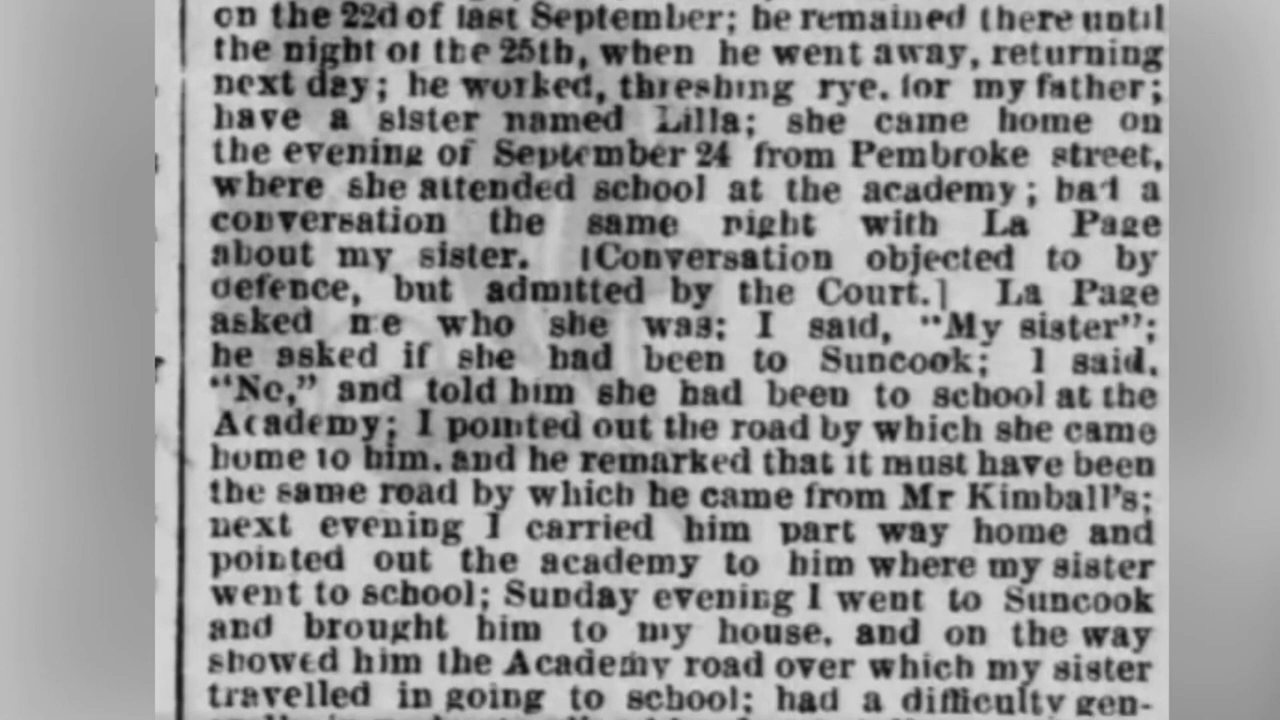 on the 22d of last September; he remained there until
the night of the 25th, when he went away, returning
next day; he worked, threshing rye, for my father;
have a sister named Lilla; she came home on
the evening of September 24 from Pembroke street,
where she attended school at the academy; had a
conversation the same night with La Page
about my sister. [Conversation objected to by
defence, but admitted by the Court.] La Page
asked me who she was; I said, "My sister";
he asked if she had been to Suncook; I said,
"No," and told him she had been to school at the
Academy; I pointed out the road by which she came
home to him, and he remarked that it must have been
the same road by which he came from Mr Kimball's;
next evening I carried him part way home and
pointed out the academy to him where my sister
went to school; Sunday evening I went to Suncook
and brought him to my house, and on the way
showed him the Academy road over which my sister
travelled in going to school; had a difficulty gen-